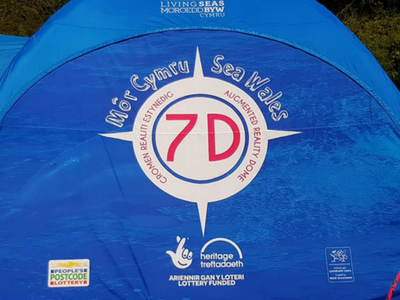 LIVING SEAS
MOROEDD BYW
CYMRU
Môr Cymru Sea Wales
CROMEN REALITI ESTYNEDIG
AUGMENTED REALITY DOME
7D
heritage
treftadaeth
ARIENNIR GAN Y LOTERI
LOTTERY FUNDED
PEOPLE'S
POSTCODE
LOTTERY